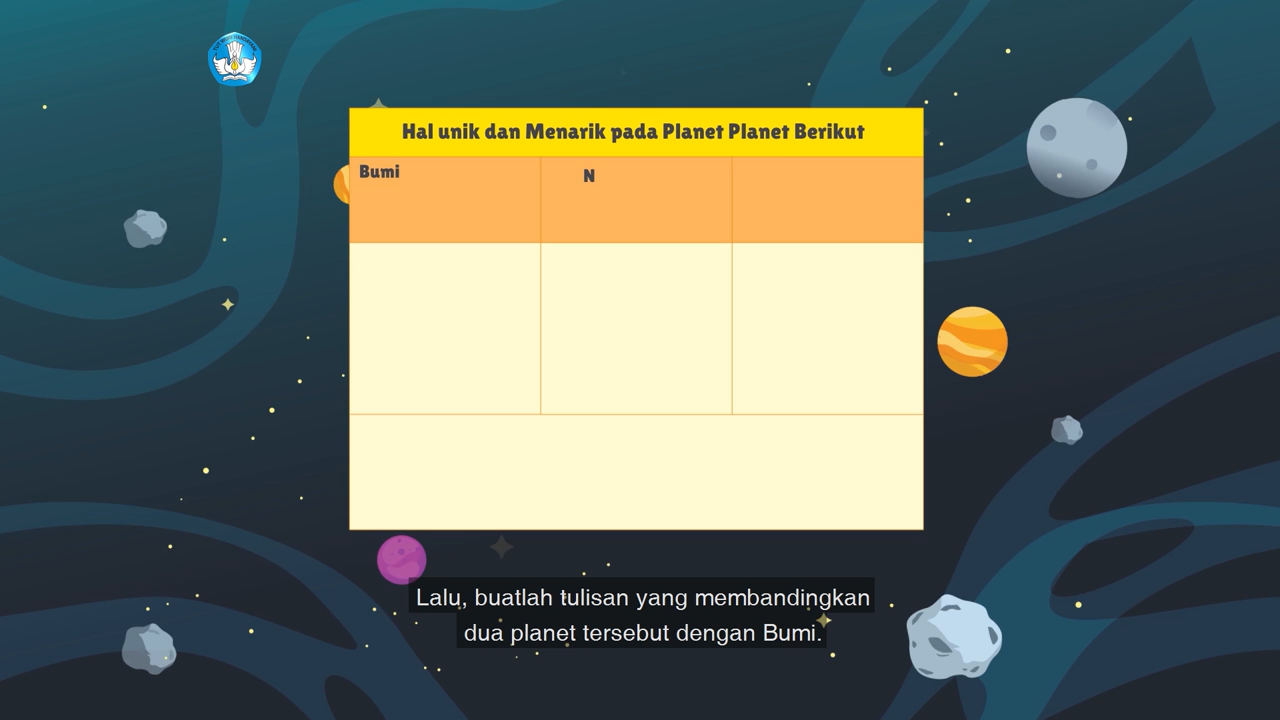 Hal unik dan Menarik pada Planet Planet Berikut
Bumi
N
Lalu, buatlah tulisan yang membandingkan
dua planet tersebut dengan Bumi.